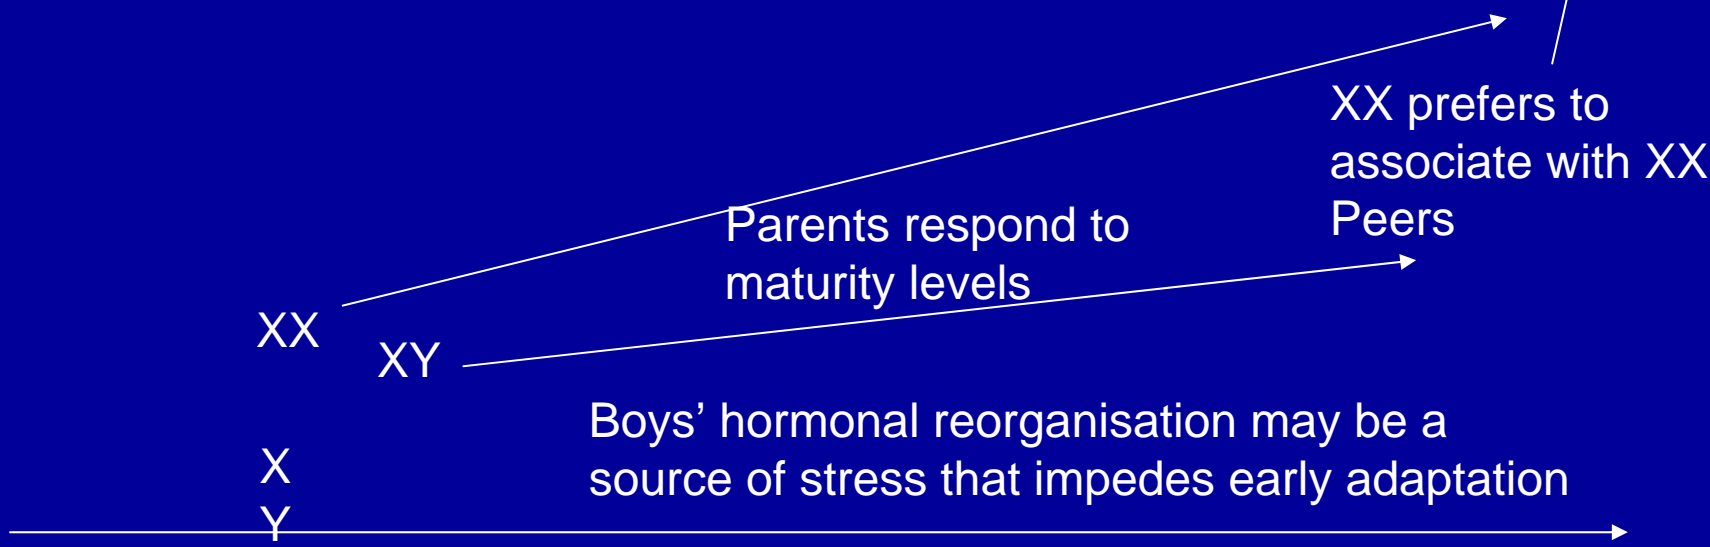 XX prefers to
associate with XX
Peers
Parents respond to
maturity levels
XX
XY
Boys’ hormonal reorganisation may be a
source of stress that impedes early adaptation
X
Y